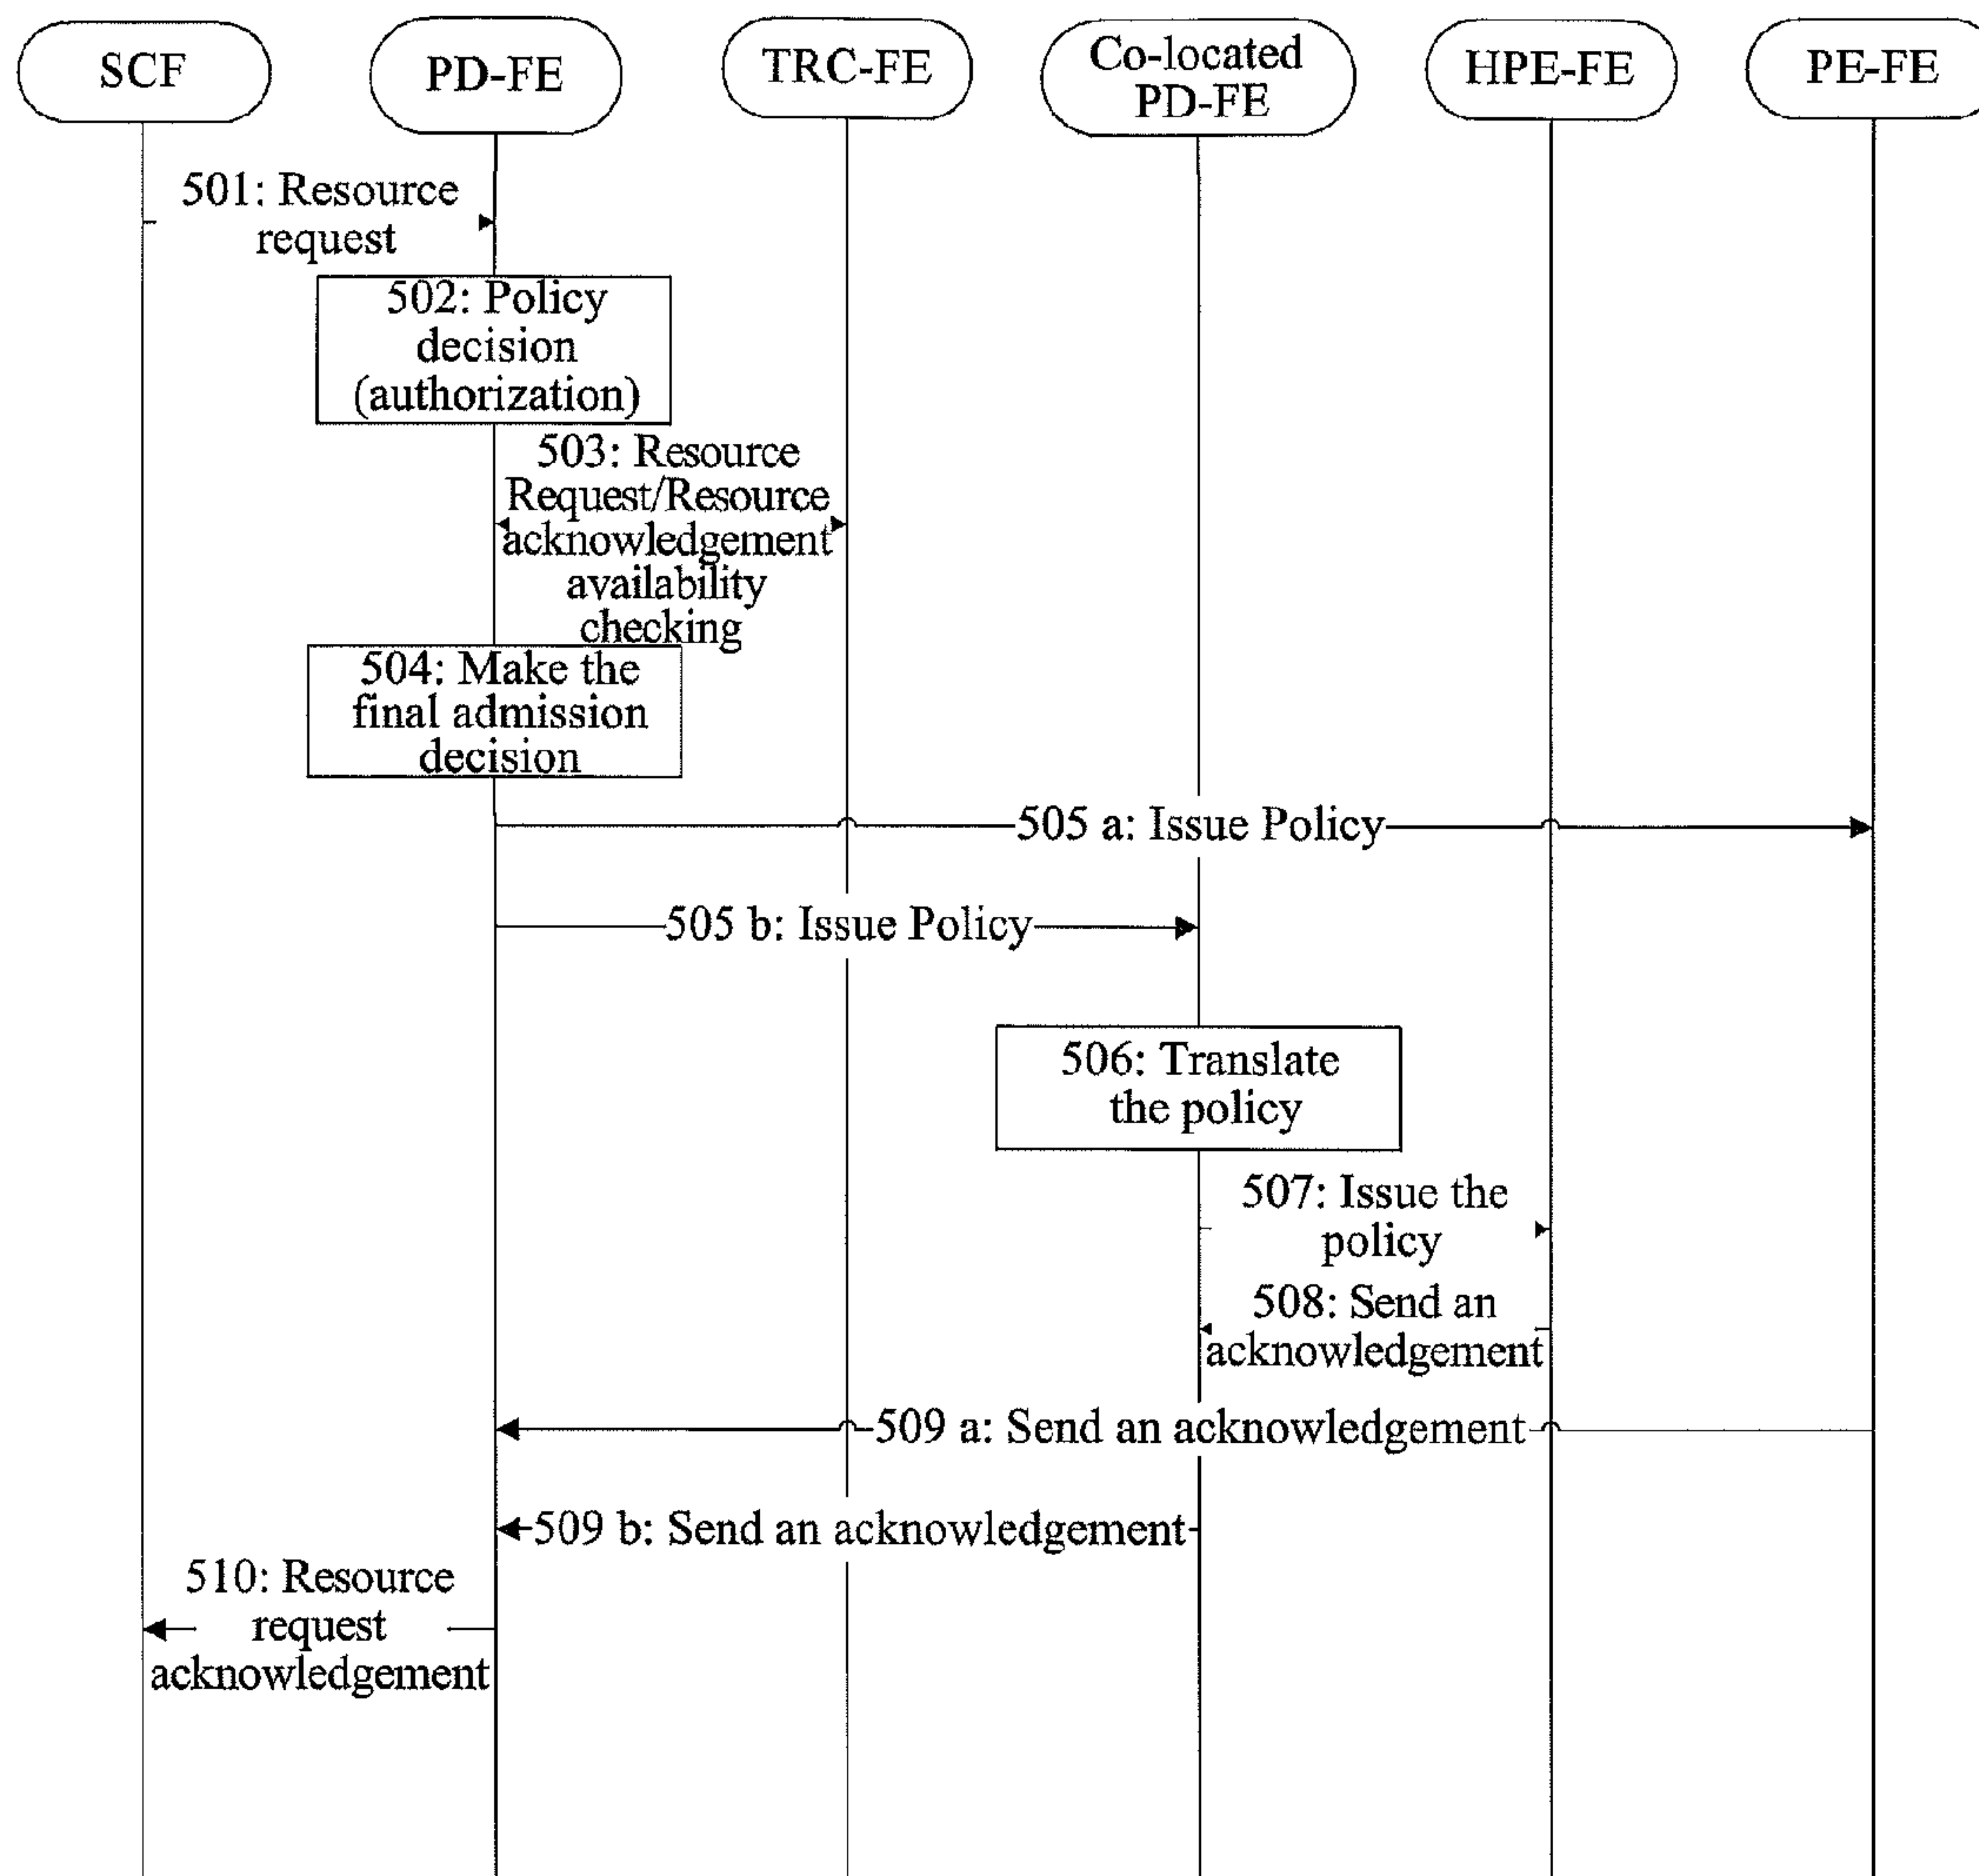 SCF
PD-FE
TRC-FE
Co-located
PD-FE
HPE-FE
PE-FE
501: Resource
request
502: Policy
decision
(authorization)
503: Resource
Request/Resource
acknowledgement
availability
checking
504: Make the
final admission
decision
505 a: Issue Policy
505 b: Issue Policy
506: Translate
the policy
507: Issue the
policy
508: Send an
acknowledgement
509 a: Send an acknowledgement
509 b: Send an acknowledgement
510: Resource
request
acknowledgement